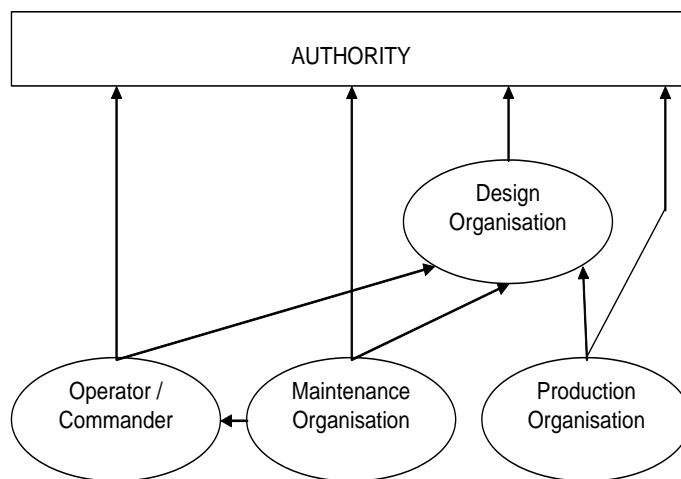 AUTHORITY
Design
Organisation
Operator /
Commander
Maintenance
Organisation
Production
Organisation